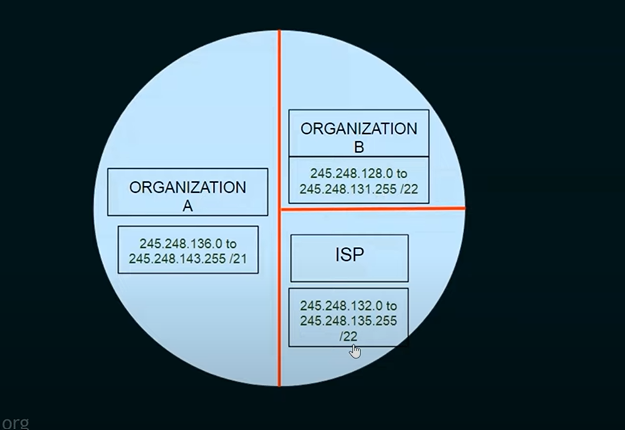 ORGANIZATION
A
245.248.136.0 to
245.248.143.255 /21
ORGANIZATION
B
245.248.128.0 to
245.248.131.255 /22
ISP
245.248.132.0 to
245.248.135.255
/22
org